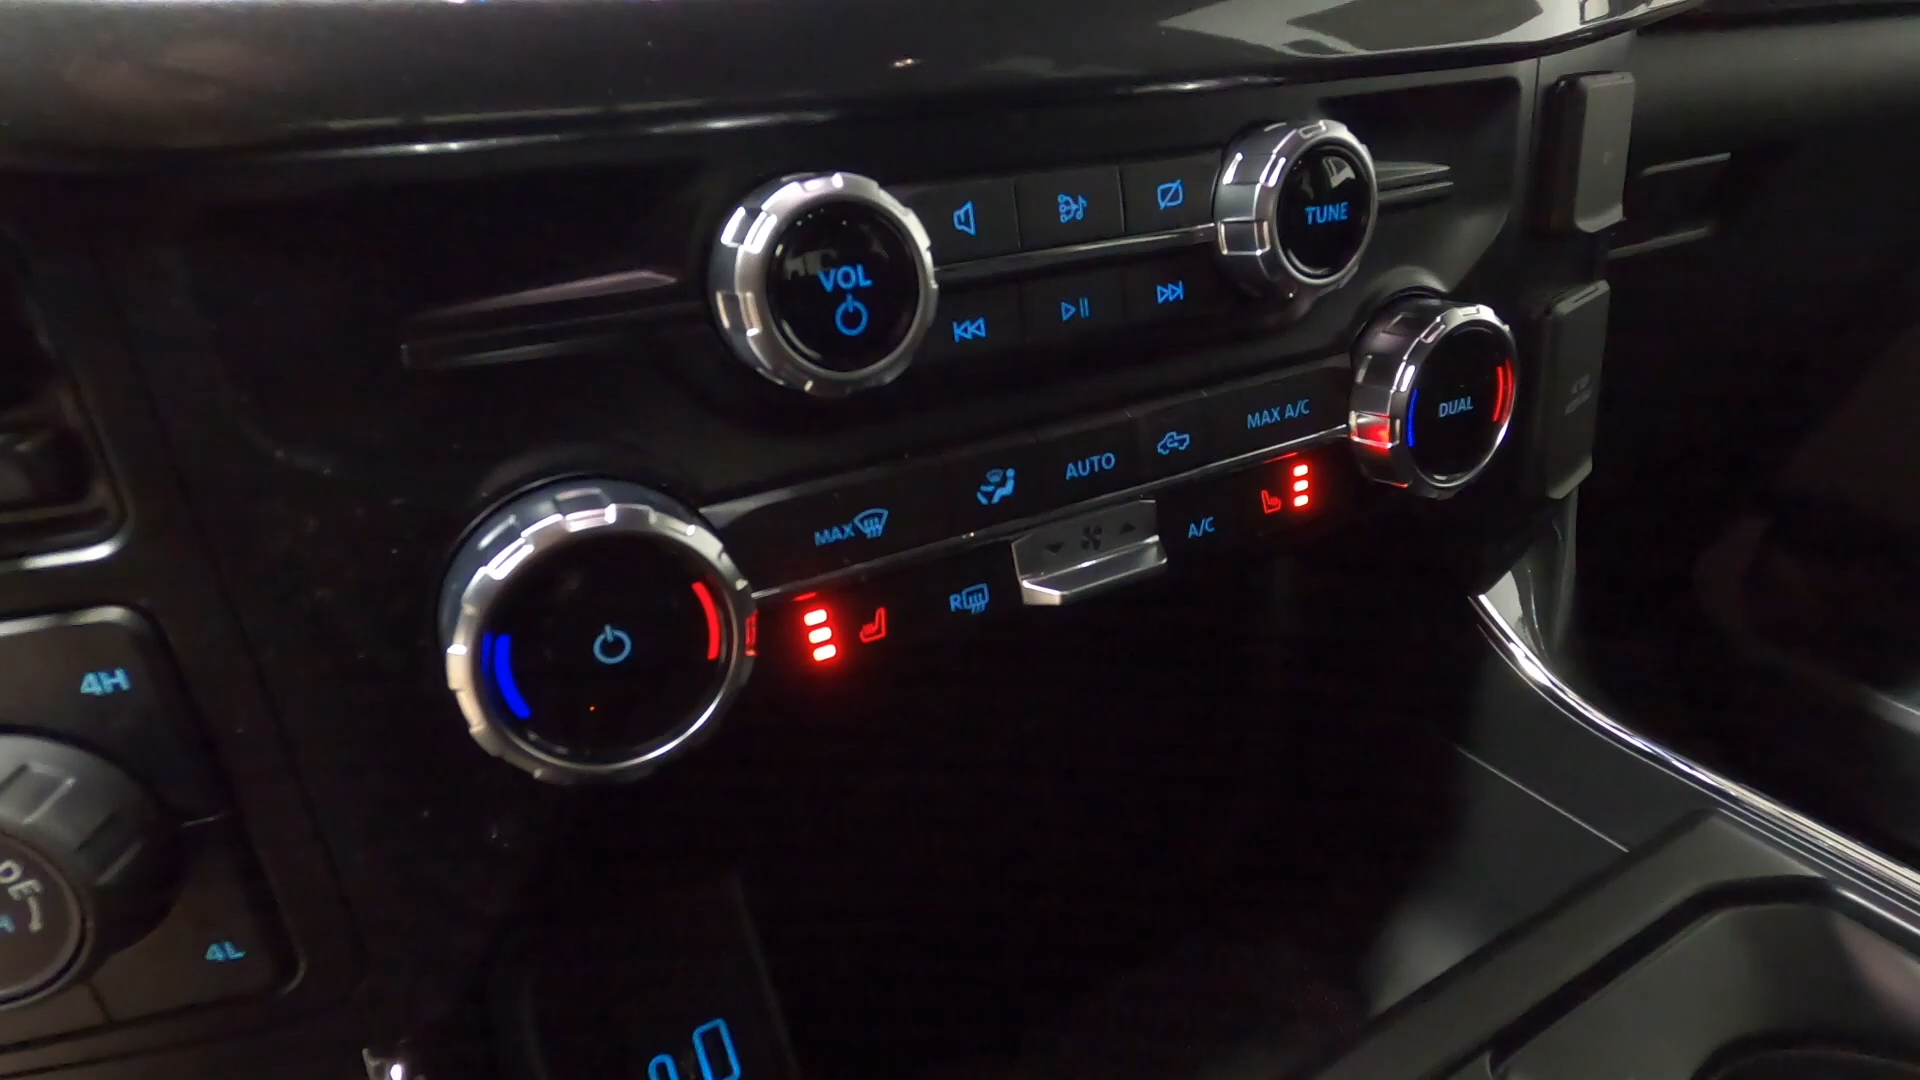 TUNE
VOL
DUAL
MAX A/C
AUTO
MAX
A/C
R
4H
4L